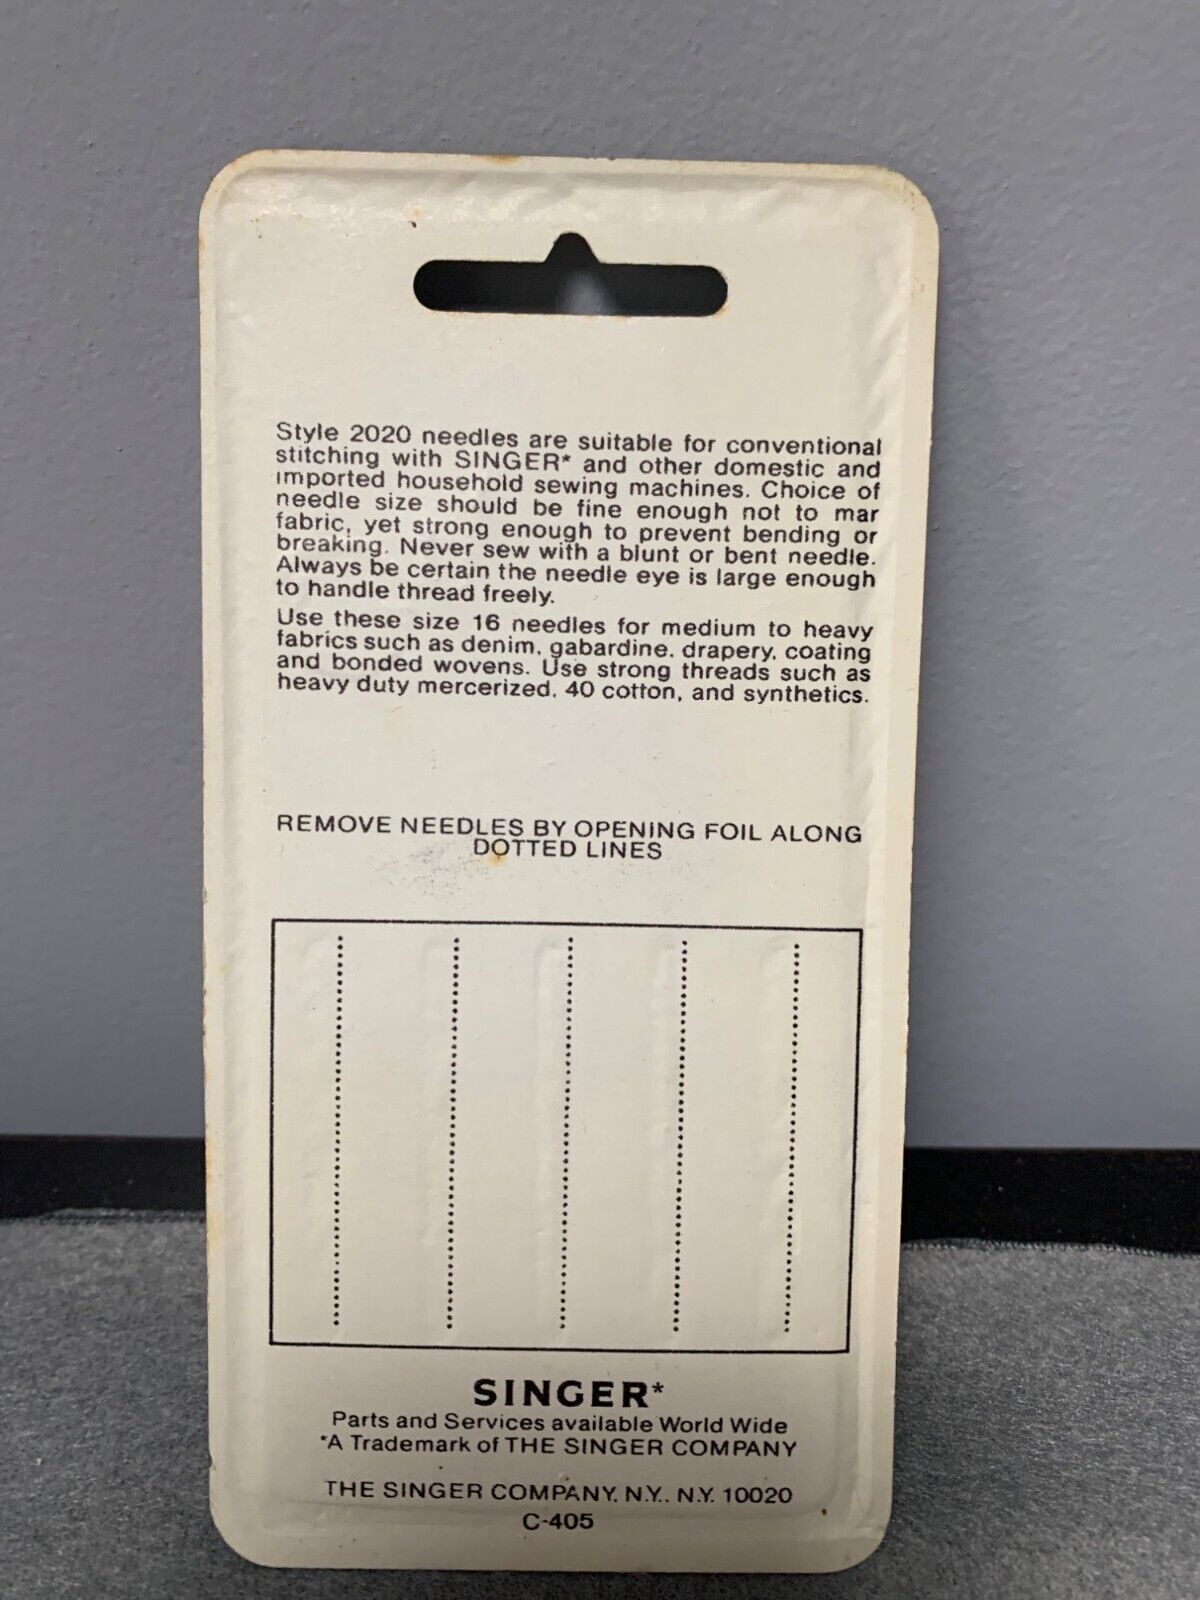 Style 2020 needles are suitable for conventional
stitching with SINGER* and other domestic and
imported household sewing machines. Choice of
needle size should be fine enough not to mar
fabric, yet strong enough to prevent bending or
breaking. Never sew with a blunt or bent needle.
Always be certain the needle eye is large enough
to handle thread freely.
Use these size 16 needles for medium to heavy
fabrics such as denim, gabardine, drapery, coating
and bonded wovens. Use strong threads such as
heavy duty mercerized, 40 cotton, and synthetics.
REMOVE NEEDLES BY OPENING FOIL ALONG
DOTTED LINES
SINGER*
Parts and Services available World Wide
*A Trademark of THE SINGER COMPANY
THE SINGER COMPANY, N.Y., N.Y. 10020
C-405